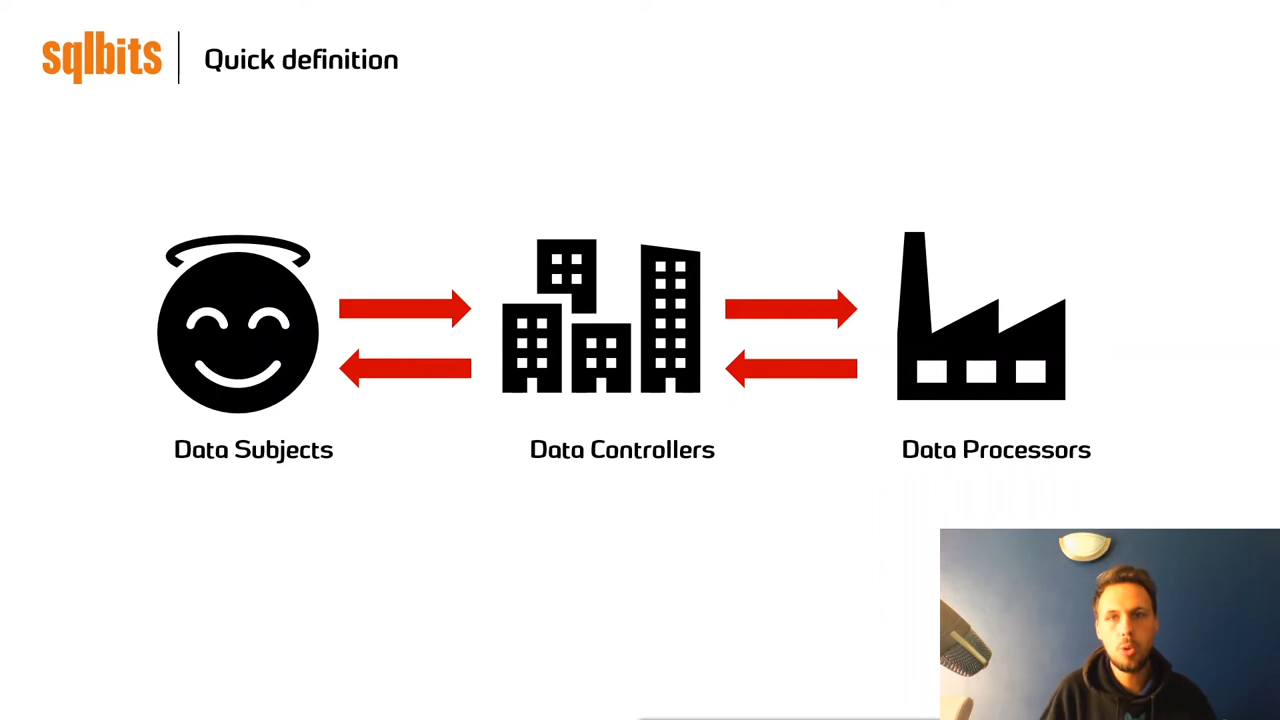 sqlbits
Quick definition
Data Subjects
Data Controllers
Data Processors